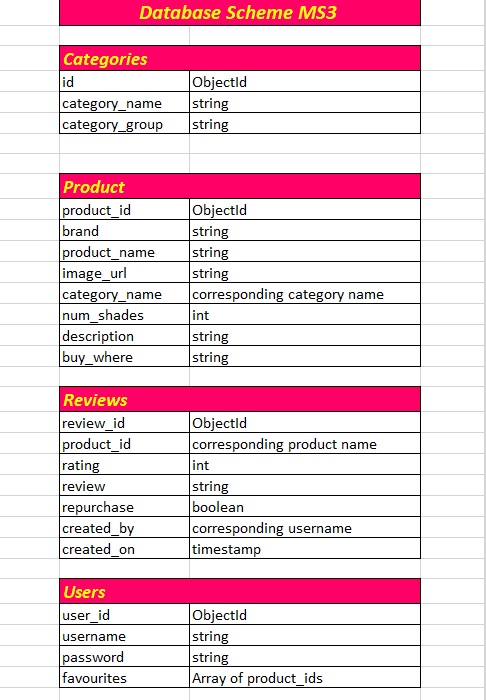 Database Scheme MS3
Categories
id ObjectId
category_name string
category_group string
Product
product_id ObjectId
brand string
product_name string
image_url string
category_name corresponding category name
num_shades int
description string
buy_where string
Reviews
review_id ObjectId
product_id corresponding product name
rating int
review string
repurchase boolean
created_by corresponding username
created_on timestamp
Users
user_id ObjectId
username string
password string
favourites Array of product_ids